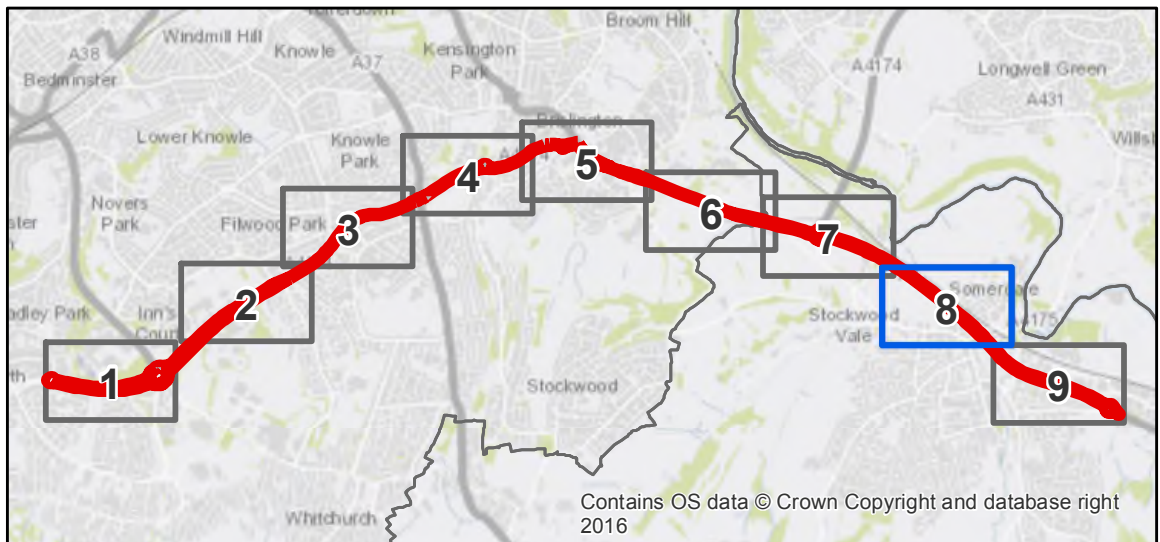 Broom Hill
Windmill Hill
A38
Knowle
A37
Kensington
Park
A4174
Longwell Green
Bedminster
A431
Lower Knowle
Knowle
Park
5
4
Novers
Park
Filwood Park
3
6
7
2
8
Inn's
Stockwood
Vale
A4175
1
Stockwood
9
Whitchurch
Contains OS data © Crown Copyright and database right
2016